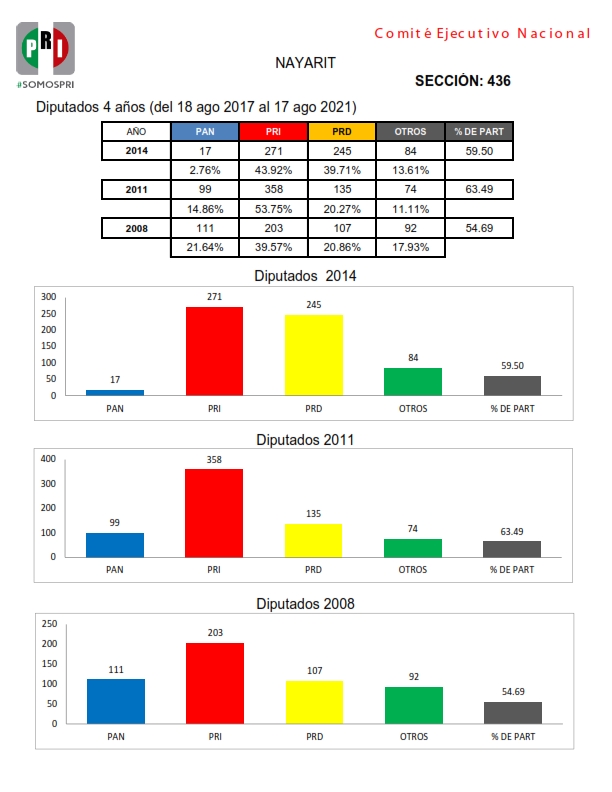 Comité Ejecutivo Nacional
PRI
#SOMOSPRI
NAYARIT
SECCIÓN: 436
Diputados 4 años (del 18 ago 2017 al 17 ago 2021)
AÑO PAN PRI PRD OTROS % DE PART
2014 17 271 245 84 59.50
2.76% 43.92% 39.71% 13.61%
2011 99 358 135 74 63.49
14.86% 53.75% 20.27% 11.11%
2008 111 203 107 92 54.69
21.64% 39.57% 20.86% 17.93%
Diputados 2014
300
250
200
150
100
50
0
17 271 245 84 59.50
PAN PRI PRD OTROS % DE PART
Diputados 2011
400
300
200
100
0
99 358 135 74 63.49
PAN PRI PRD OTROS % DE PART
Diputados 2008
250
200
150
100
50
0
111 203 107 92 54.69
PAN PRI PRD OTROS % DE PART